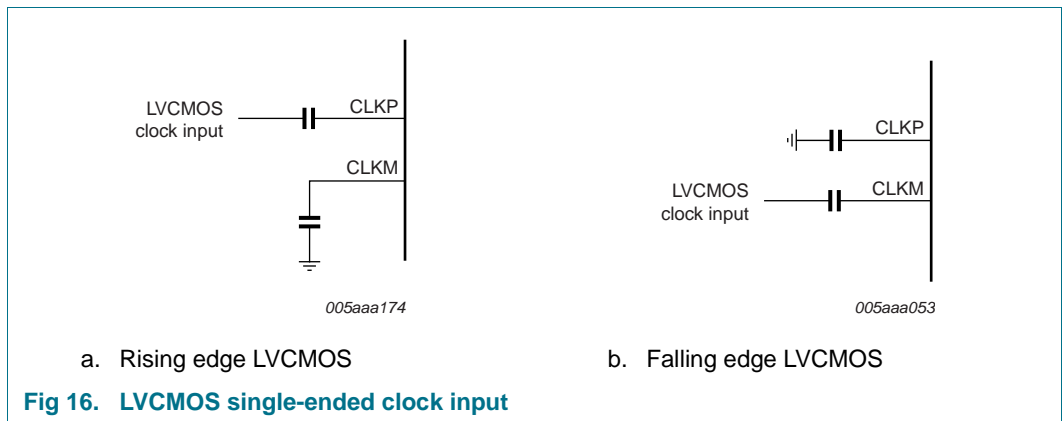 LVCMOS
clock input
CLKP
CLKM
005aaa174
a. Rising edge LVCMOS
CLKP
LVCMOS
clock input
CLKM
005aaa053
b. Falling edge LVCMOS
Fig 16. LVCMOS single-ended clock input